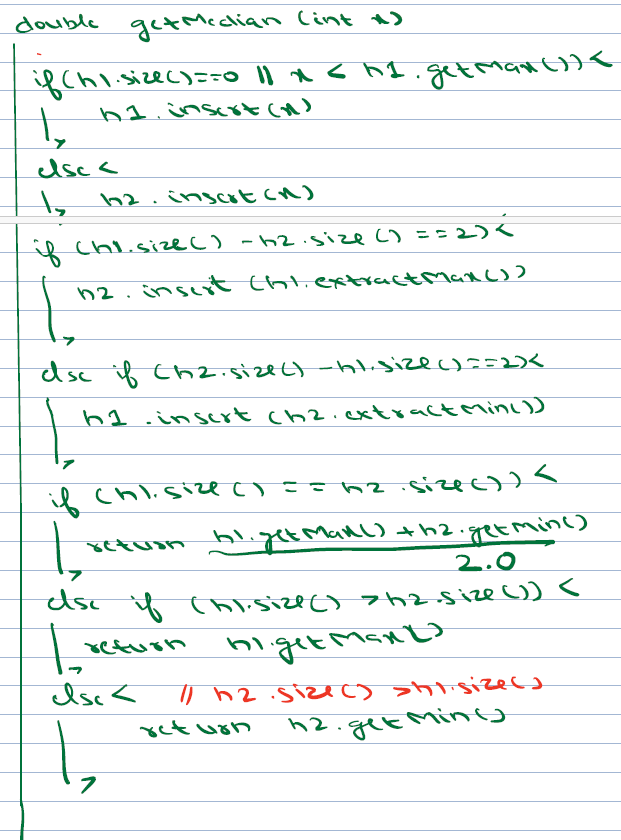 double getMedian (int x)
if(h1.size()==0 || x < h1.getMax()){
h1.insert(x)
}
else {
h2.insert(x)
}
if (h1.size() - h2.size() ==2){
h2.insert (h1.extractMax())
}
else if (h2.size() - h1.size()==2){
h1.insert (h2.extractMin())
}
if (h1.size() == h2.size()) {
return h1.getMax() + h2.getMin()
2.0
}
else if (h1.size() > h2.size()) {
return h1.getMax()
}
else { // h2.size() > h1.size()
return h2.getMin()
}